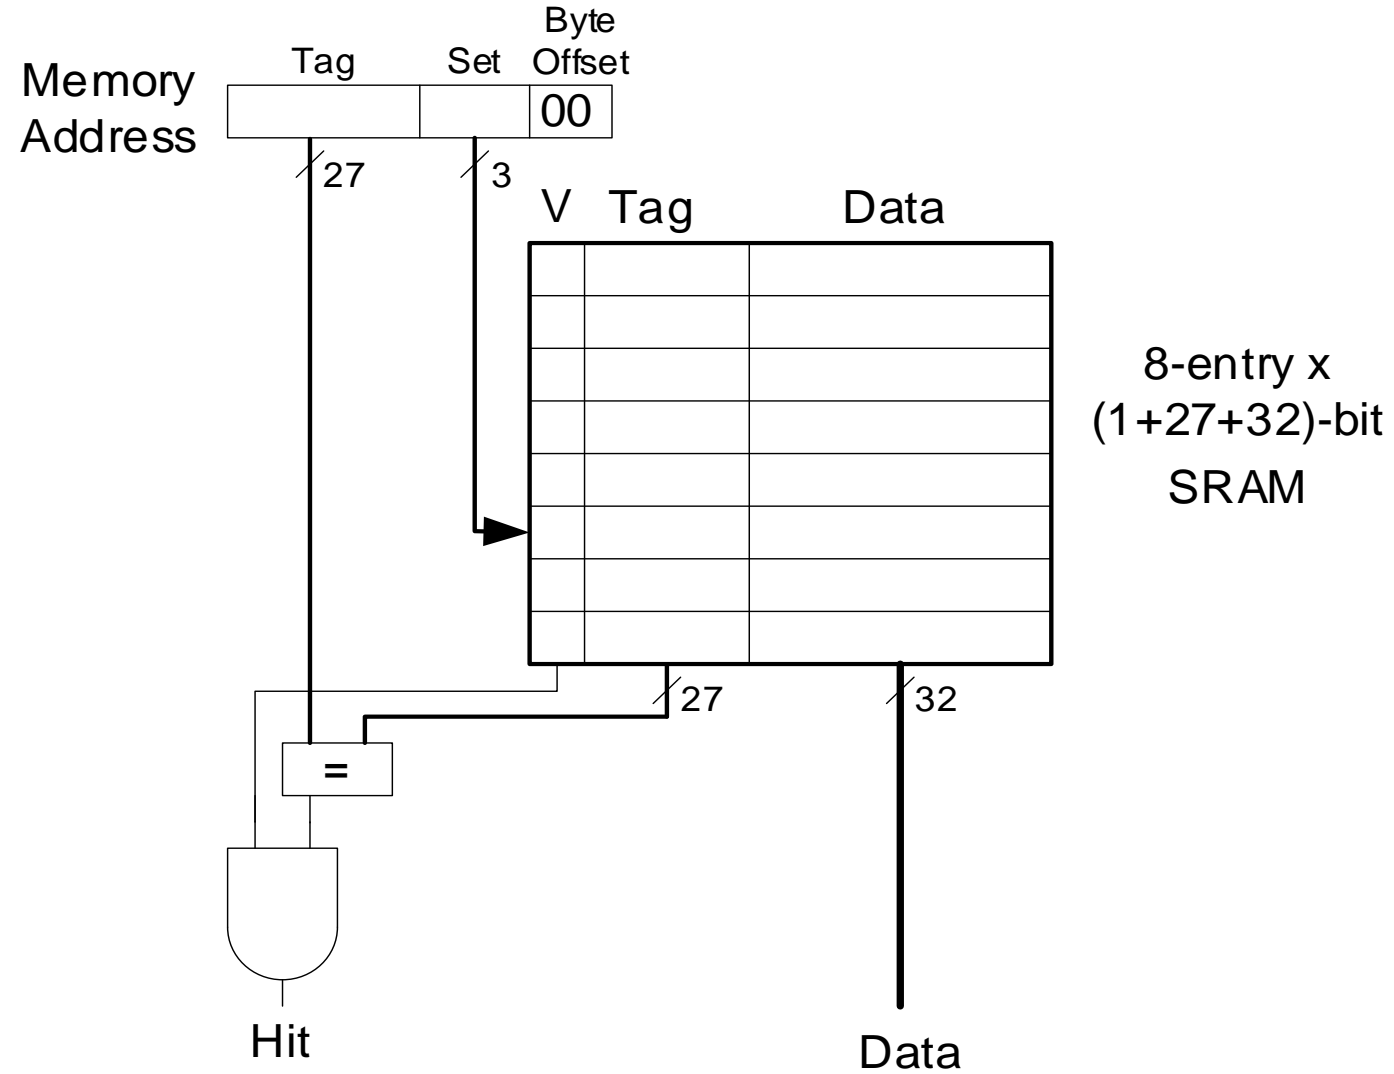 Byte
Tag Set Offset
Memory
Address
00
27 3
V Tag Data
8-entry x
(1+27+32)-bit
SRAM
27 32
=
Hit
Data